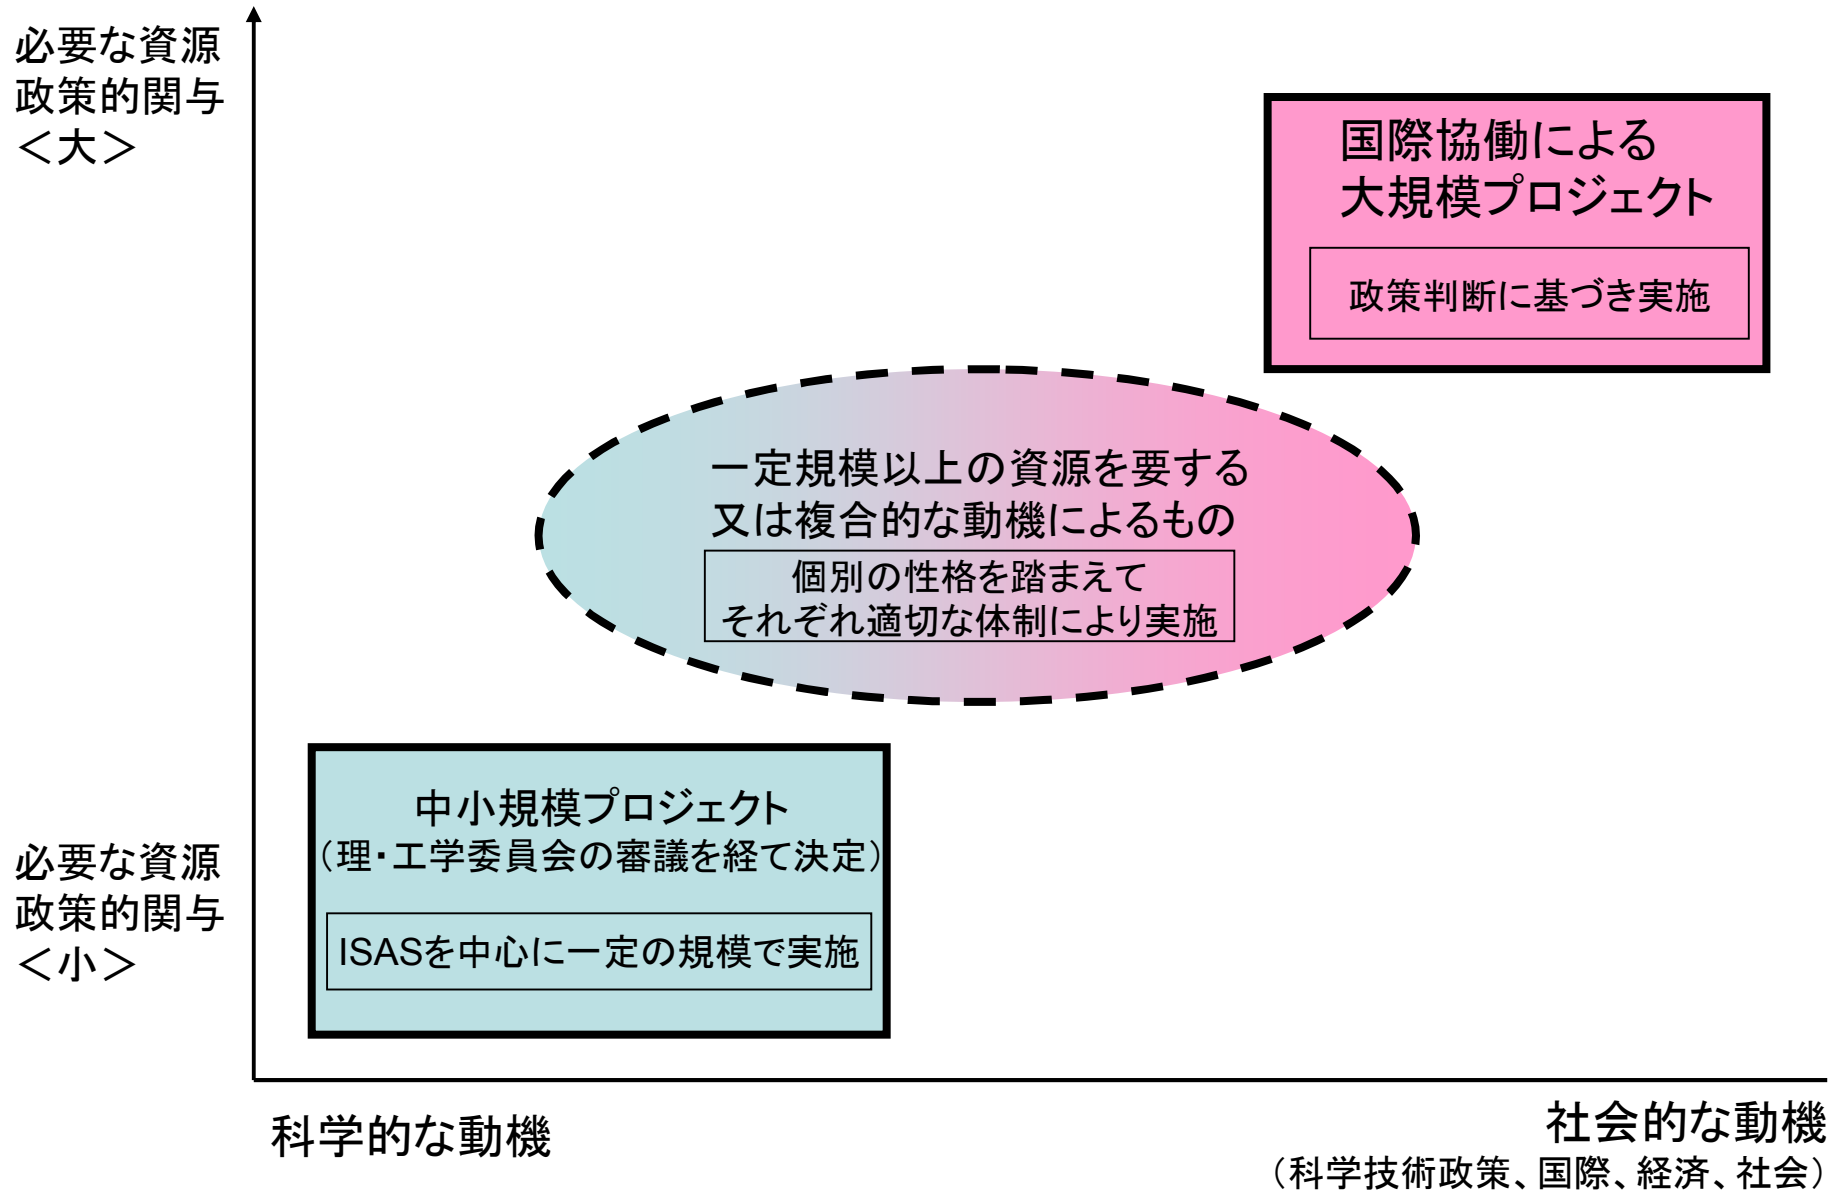 必要な資源
政策的関与
＜大＞
国際協働による
大規模プロジェクト
政策判断に基づき実施
一定規模以上の資源を要する
又は複合的な動機によるもの
個別の性格を踏まえて
それぞれ適切な体制により実施
中小規模プロジェクト
（理・工学委員会の審議を経て決定）
ISASを中心に一定の規模で実施
必要な資源
政策的関与
＜小＞
科学的な動機
社会的な動機
（科学技術政策、国際、経済、社会）